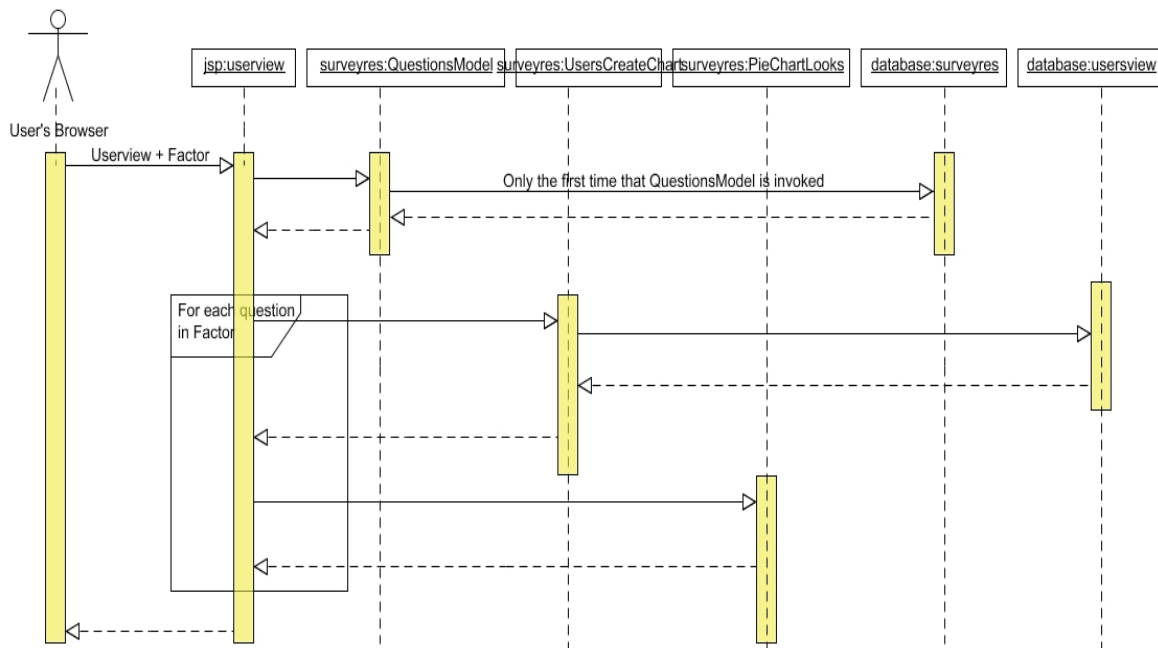 jsp:userview
surveyres:QuestionsModel
surveyres:UsersCreateChart
surveyres:PieChartLooks
database:surveyres
database:usersview
User's Browser
Userview + Factor
Only the first time that QuestionsModel is invoked
For each question
in Factor